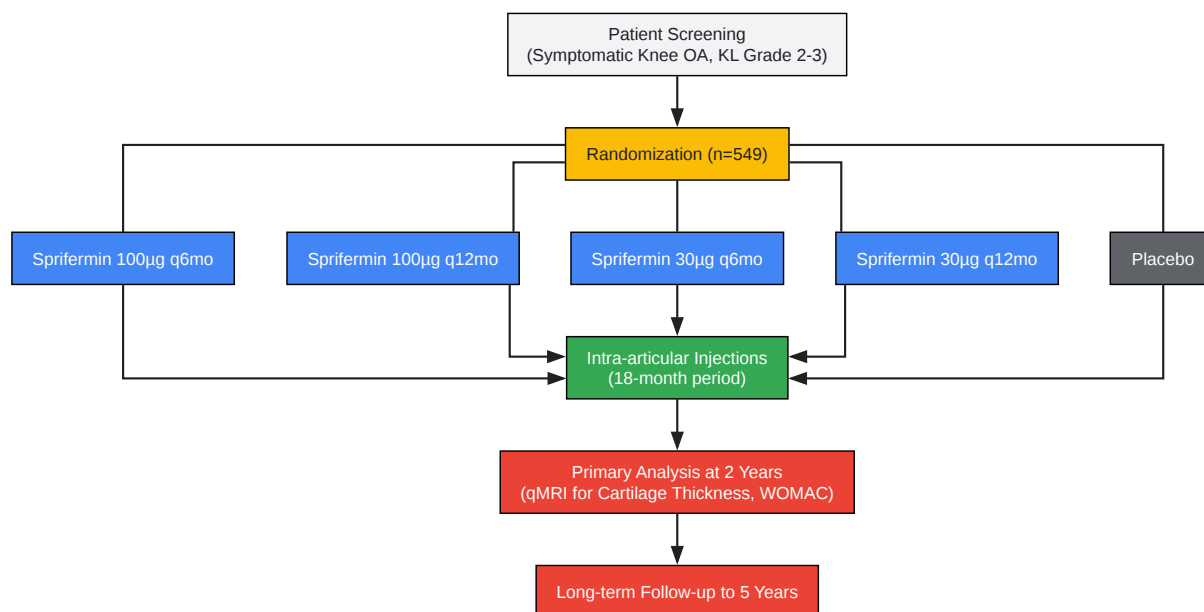 Patient Screening
(Symptomatic Knee OA, KL Grade 2-3)
Randomization (n=549)
Sprifermin 100µg q6mo
Sprifermin 100µg q12mo
Sprifermin 30µg q6mo
Sprifermin 30µg q12mo
Placebo
Intra-articular Injections
(18-month period)
Primary Analysis at 2 Years
(qMRI for Cartilage Thickness, WOMAC)
Long-term Follow-up to 5 Years